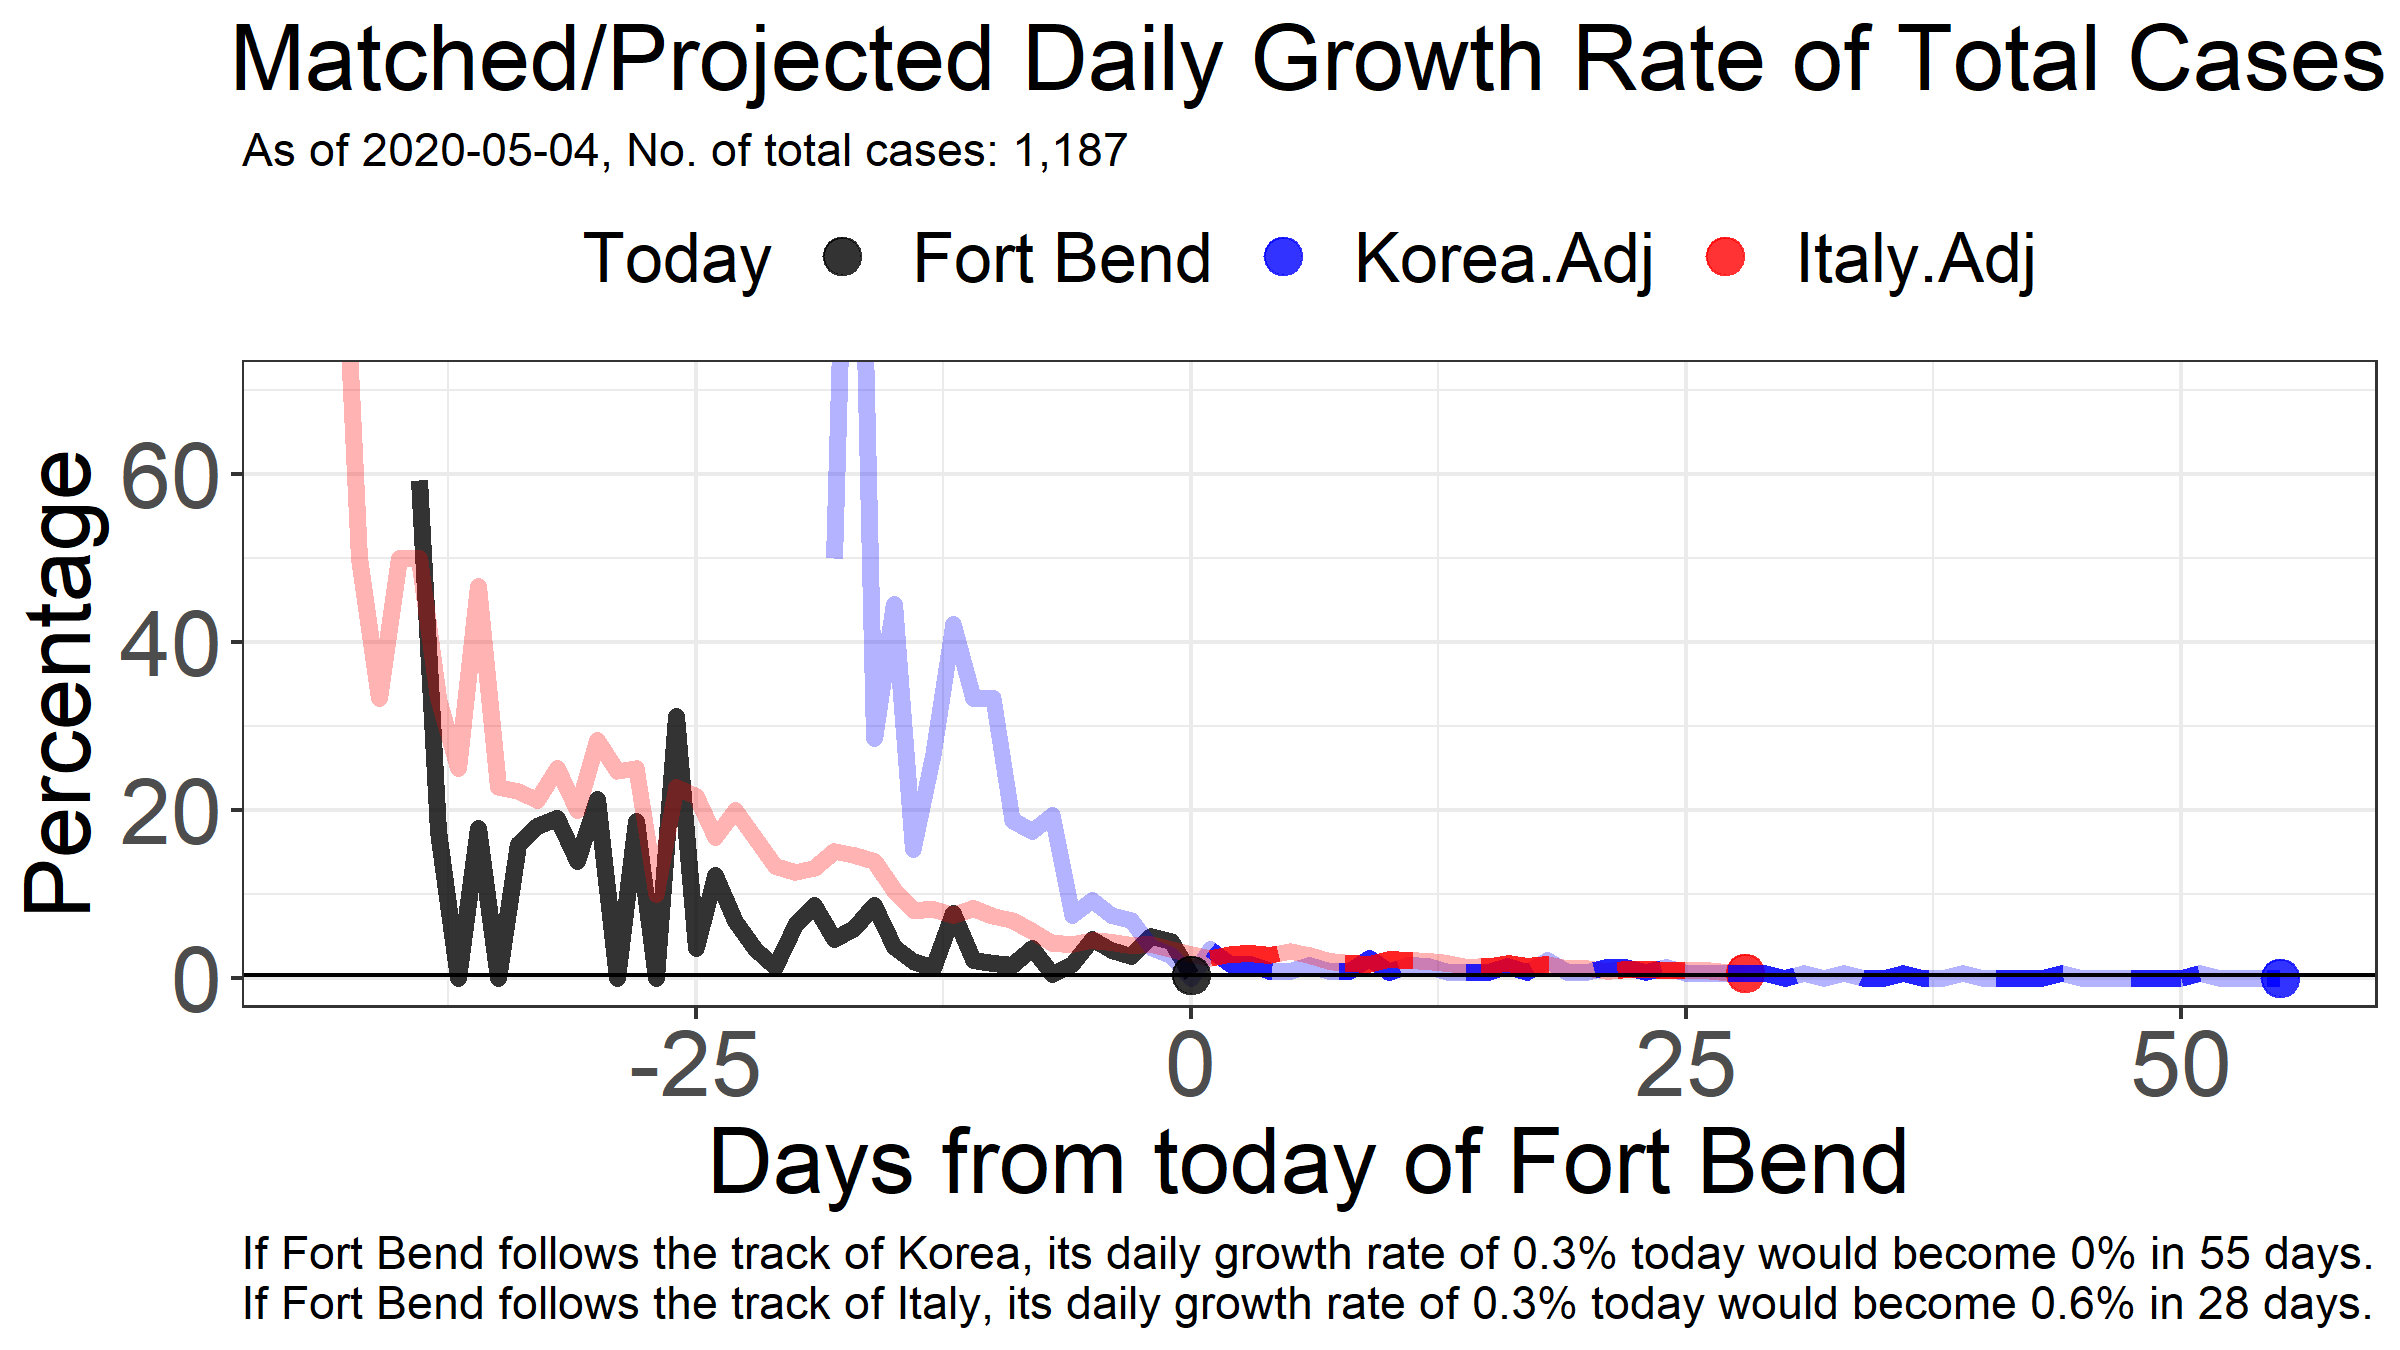 Matched/Projected Daily Growth Rate of Total Cases
As of 2020-05-04, No. of total cases: 1,187
Today Fort Bend Korea.Adj Italy.Adj
Percentage
60
40
20
0
-25 0 25 50
Days from today of Fort Bend
If Fort Bend follows the track of Korea, its daily growth rate of 0.3% today would become 0% in 55 days.
If Fort Bend follows the track of Italy, its daily growth rate of 0.3% today would become 0.6% in 28 days.